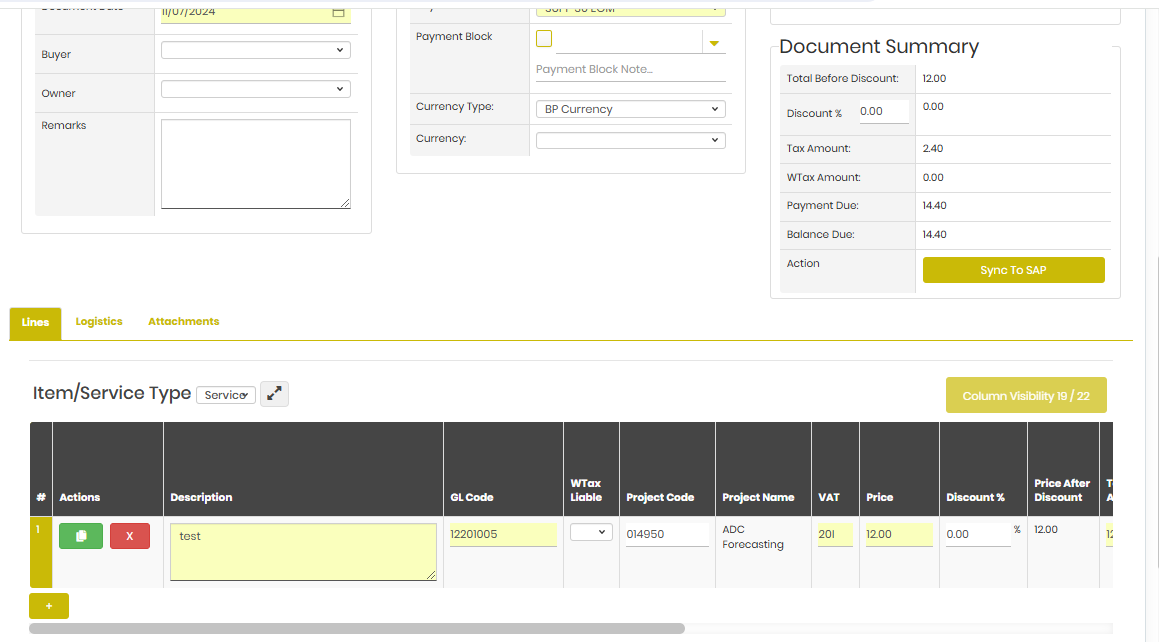 11/07/2024
Buyer
Owner
Remarks
Payment Block
Payment Block Note...
Currency Type:
BP Currency
Currency:
Document Summary
Total Before Discount: 12.00
Discount % 0.00 0.00
Tax Amount: 2.40
WTax Amount: 0.00
Payment Due: 14.40
Balance Due: 14.40
Action
Sync To SAP
Lines Logistics Attachments
Item/Service Type Service
Column Visibility 19 / 22
# Actions Description GL Code WTax Liable Project Code Project Name VAT Price Discount % Price After Discount
1 X test 12201005 014950 ADC Forecasting 20I 12.00 0.00 % 12.00
+